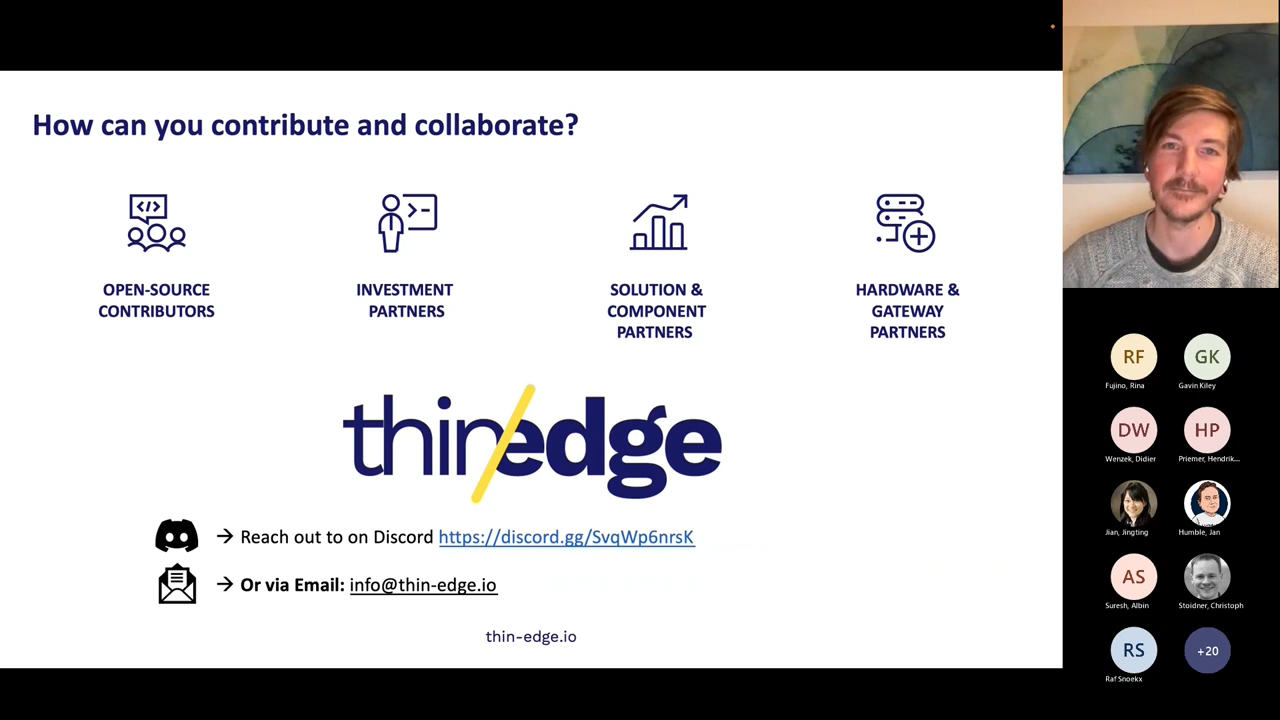 How can you contribute and collaborate?
OPEN-SOURCE
CONTRIBUTORS
INVESTMENT
PARTNERS
SOLUTION &
COMPONENT
PARTNERS
HARDWARE &
GATEWAY
PARTNERS
thin/edge
→ Reach out to on Discord https://discord.gg/SvqWp6nrsK
→ Or via Email: info@thin-edge.io
thin-edge.io
RF
Fujino, Rina
GK
Gavin Kiley
DW
Wenzek, Didier
HP
Priemer, Hendrik...
Jian, Jingting
Humble, Jan
AS
Suresh, Albin
Stoidner, Christoph
RS
Raf Snoekx
+20